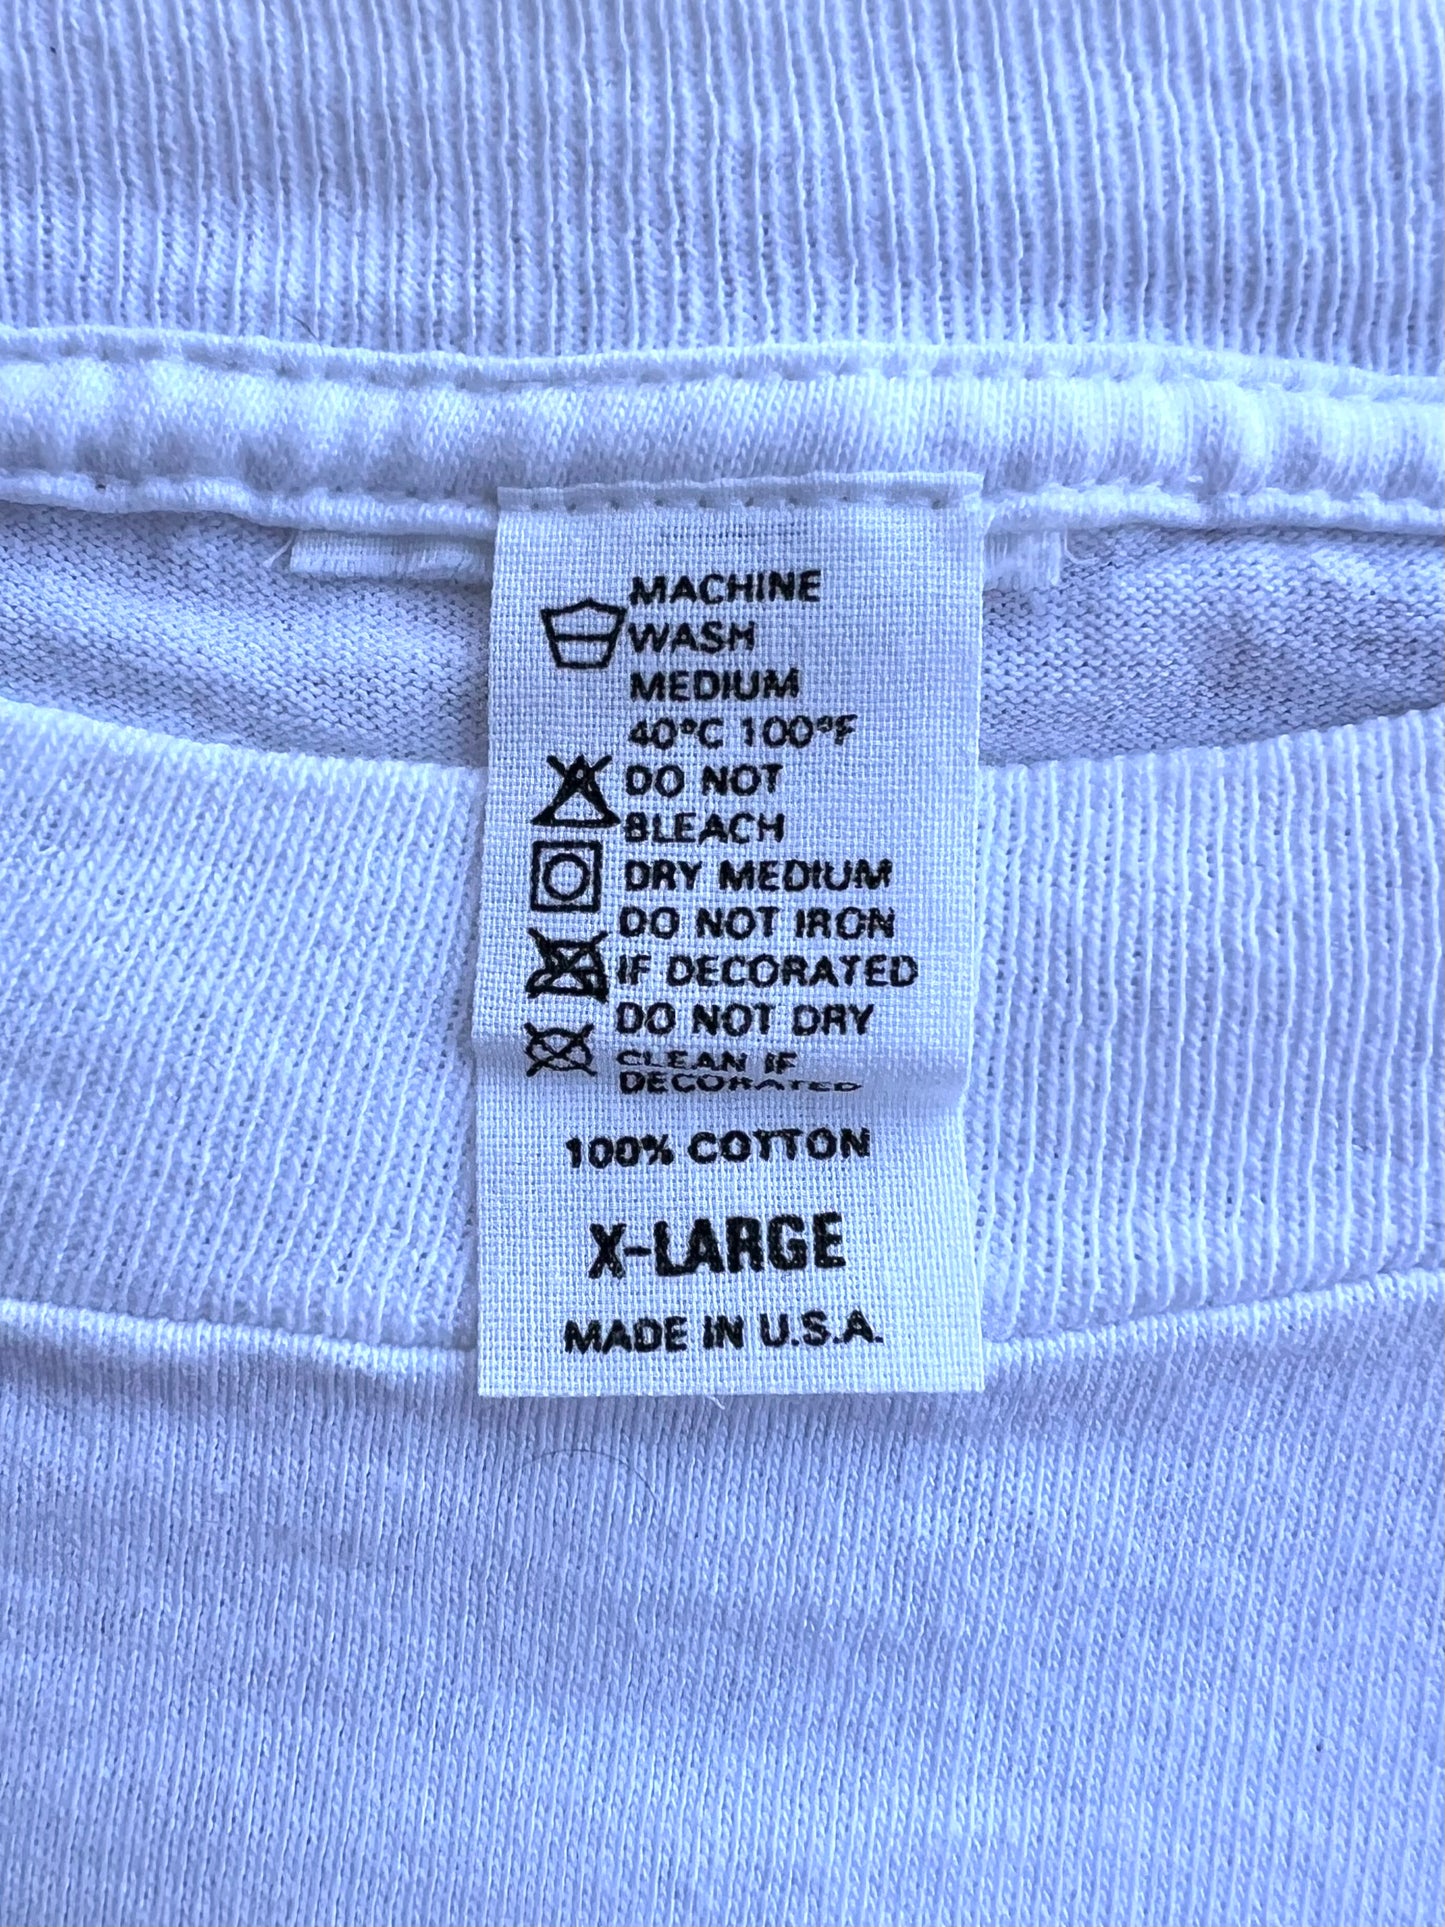 MACHINE
WASH
MEDIUM
40°C 100°F
DO NOT
BLEACH
DRY MEDIUM
DO NOT IRON
IF DECORATED
DO NOT DRY
CLEAN IF
DECORATED
100% COTTON
X-LARGE
MADE IN U.S.A.